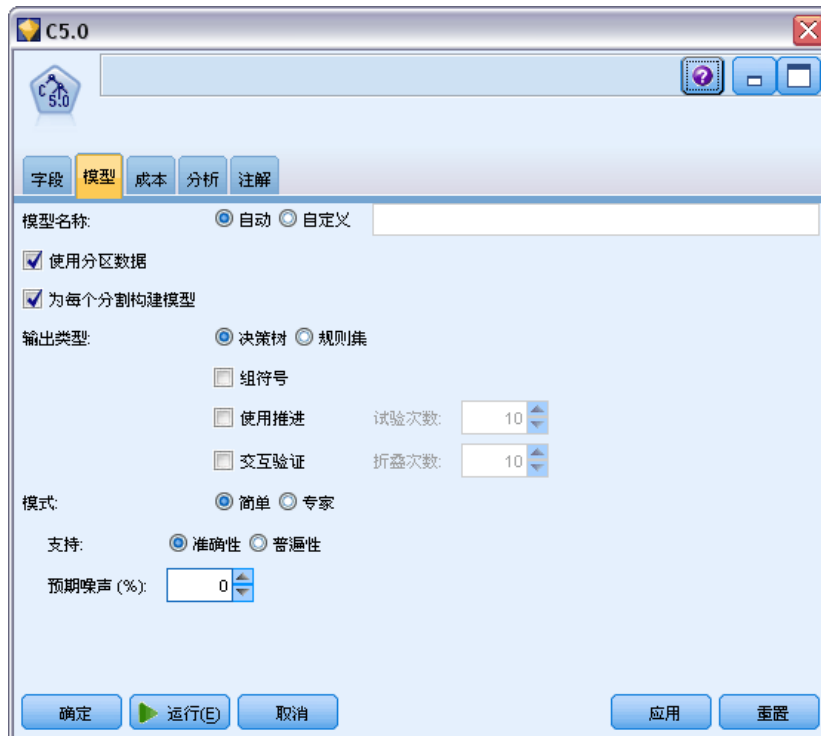 C5.0
C 5.0
字段 模型 成本 分析 注解
模型名称: 自动 自定义
使用分区数据
为每个分割构建模型
输出类型: 决策树 规则集
组符号
使用推进 试验次数: 10
交互验证 折叠次数: 10
模式: 简单 专家
支持: 准确性 普遍性
预期噪声 (%): 0
确定 运行(E) 取消 应用 重置